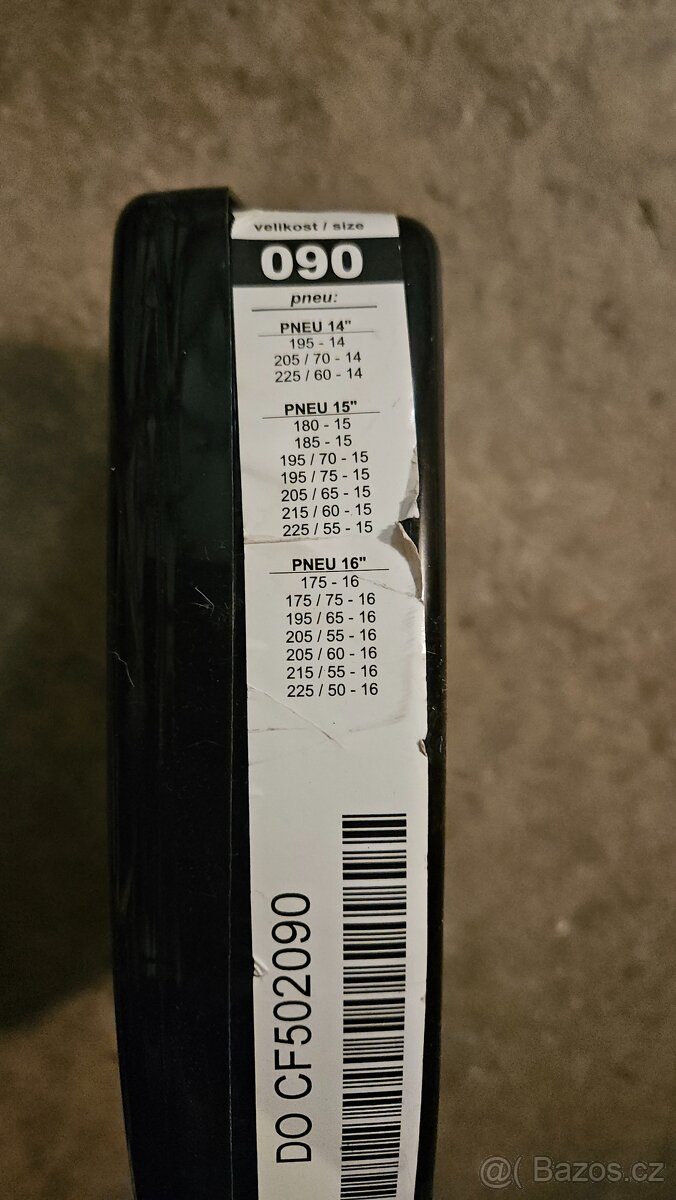 velikost / size
090
pneu:
PNEU 14"
195 - 14
205 / 70 - 14
225 / 60 - 14
PNEU 15"
180 - 15
185 - 15
195 / 70 - 15
195 / 75 - 15
205 / 65 - 15
215 / 60 - 15
225 / 55 - 15
PNEU 16"
175 - 16
175 / 75 - 16
195 / 65 - 16
205 / 55 - 16
205 / 60 - 16
215 / 55 - 16
225 / 50 - 16
DO CF502090
@( Bazos.cz